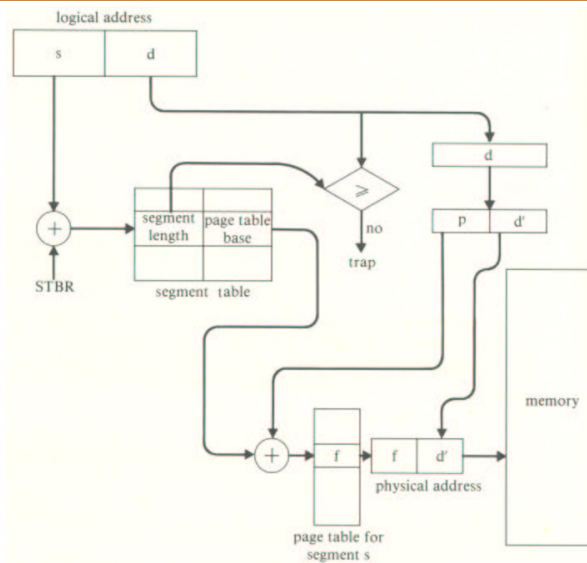 logical address
s d
d
≥
p d'
segment length
page table base
no
trap
+
STBR
segment table
memory
+
f
f d'
physical address
page table for
segment s